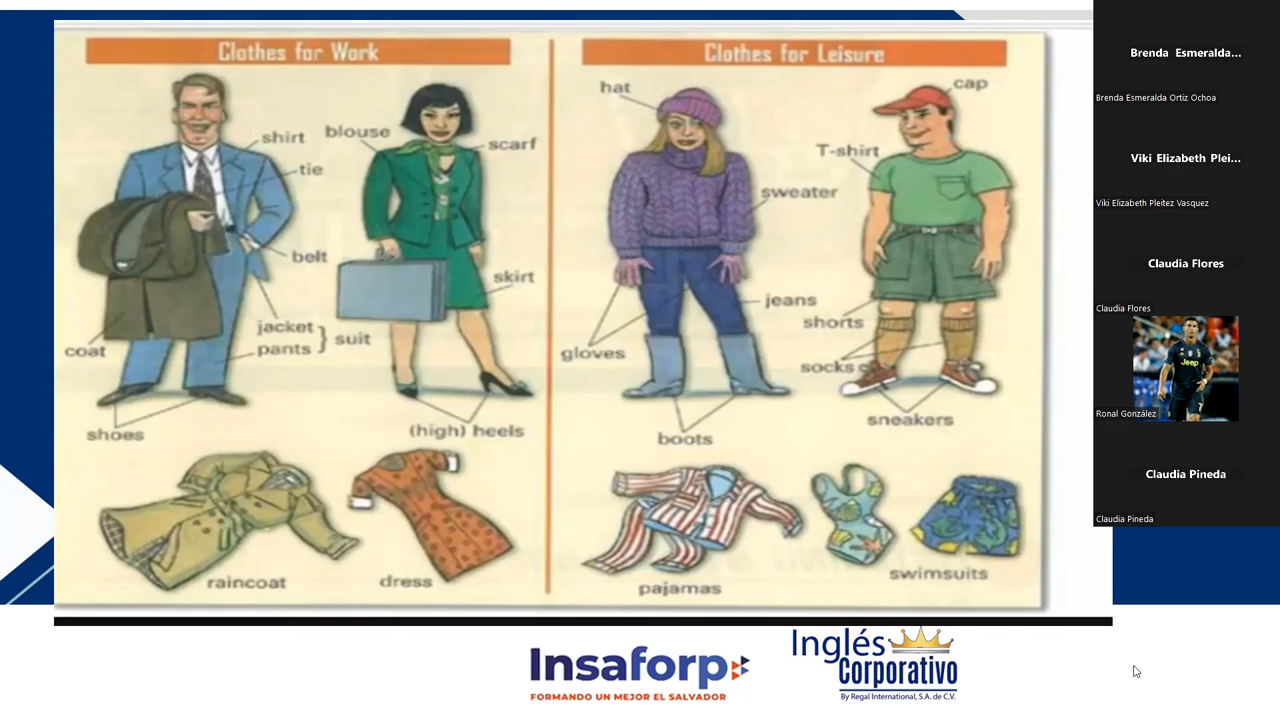 Clothes for Work
shirt
blouse
scarf
tie
belt
skirt
jacket
pants
suit
coat
shoes
(high) heels
raincoat
dress
Clothes for Leisure
hat
cap
T-shirt
sweater
jeans
shorts
gloves
socks
sneakers
boots
pajamas
swimsuits
Insaforp
FORMANDO UN MEJOR EL SALVADOR
Inglés
Corporativo
By Regal International, S.A. de C.V.
Brenda Esmeralda...
Brenda Esmeralda Ortiz Ochoa
Viki Elizabeth Plei...
Viki Elizabeth Pleitez Vasquez
Claudia Flores
Claudia Flores
Jeep
7
Ronal González
Claudia Pineda
Claudia Pineda